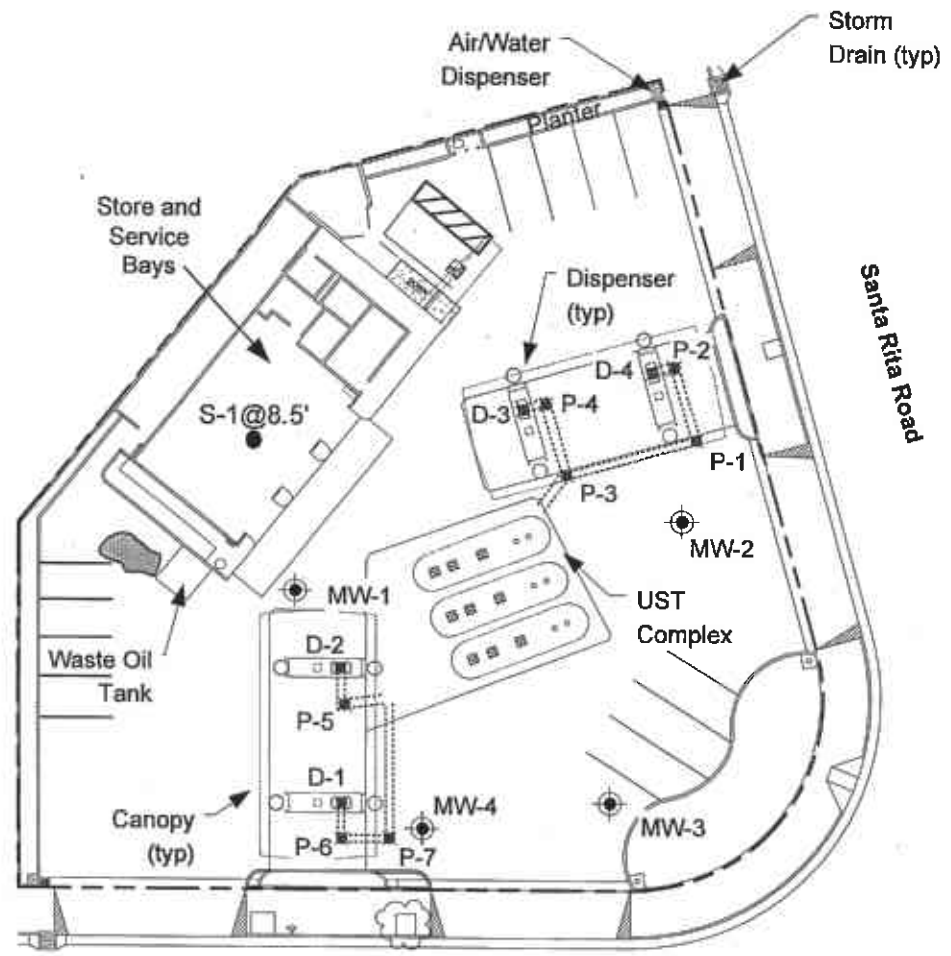 Storm
Drain (typ)
Air/Water
Dispenser
Planter
Store and
Service
Bays
Dispenser
(typ)
Santa Rita Road
P-2
D-4
D-3
P-4
S-1@8.5'
P-1
P-3
MW-2
MW-1
UST
Complex
D-2
Waste Oil
Tank
P-5
D-1
MW-4
Canopy
(typ)
MW-3
P-6
P-7